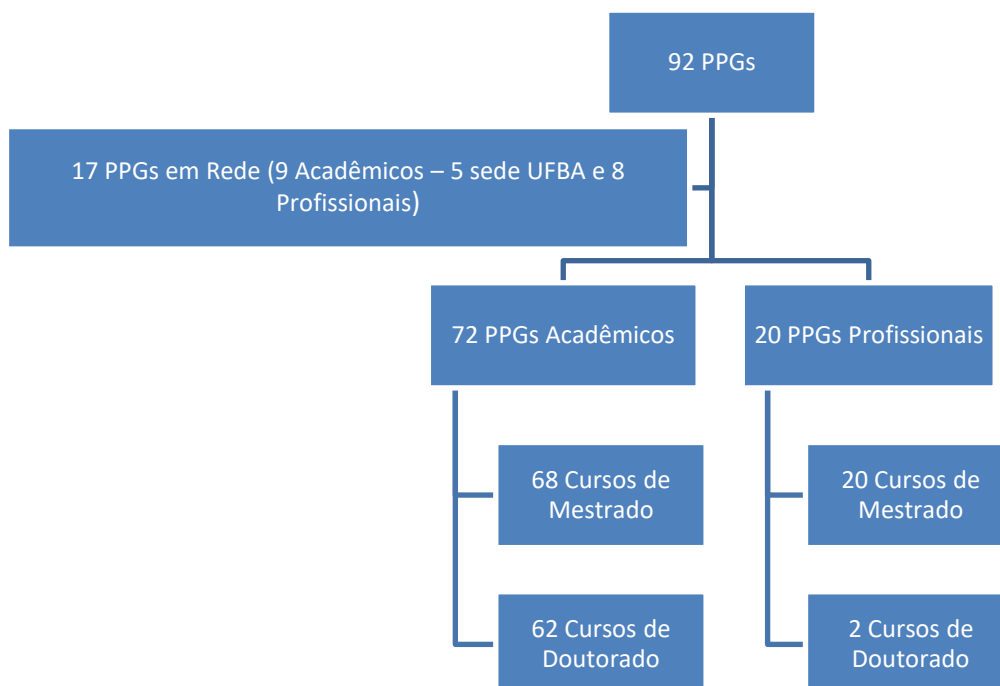 92 PPGs
17 PPGs em Rede (9 Acadêmicos – 5 sede UFBA e 8
Profissionais)
72 PPGs Acadêmicos
20 PPGs Profissionais
68 Cursos de
Mestrado
20 Cursos de
Mestrado
62 Cursos de
Doutorado
2 Cursos de
Doutorado